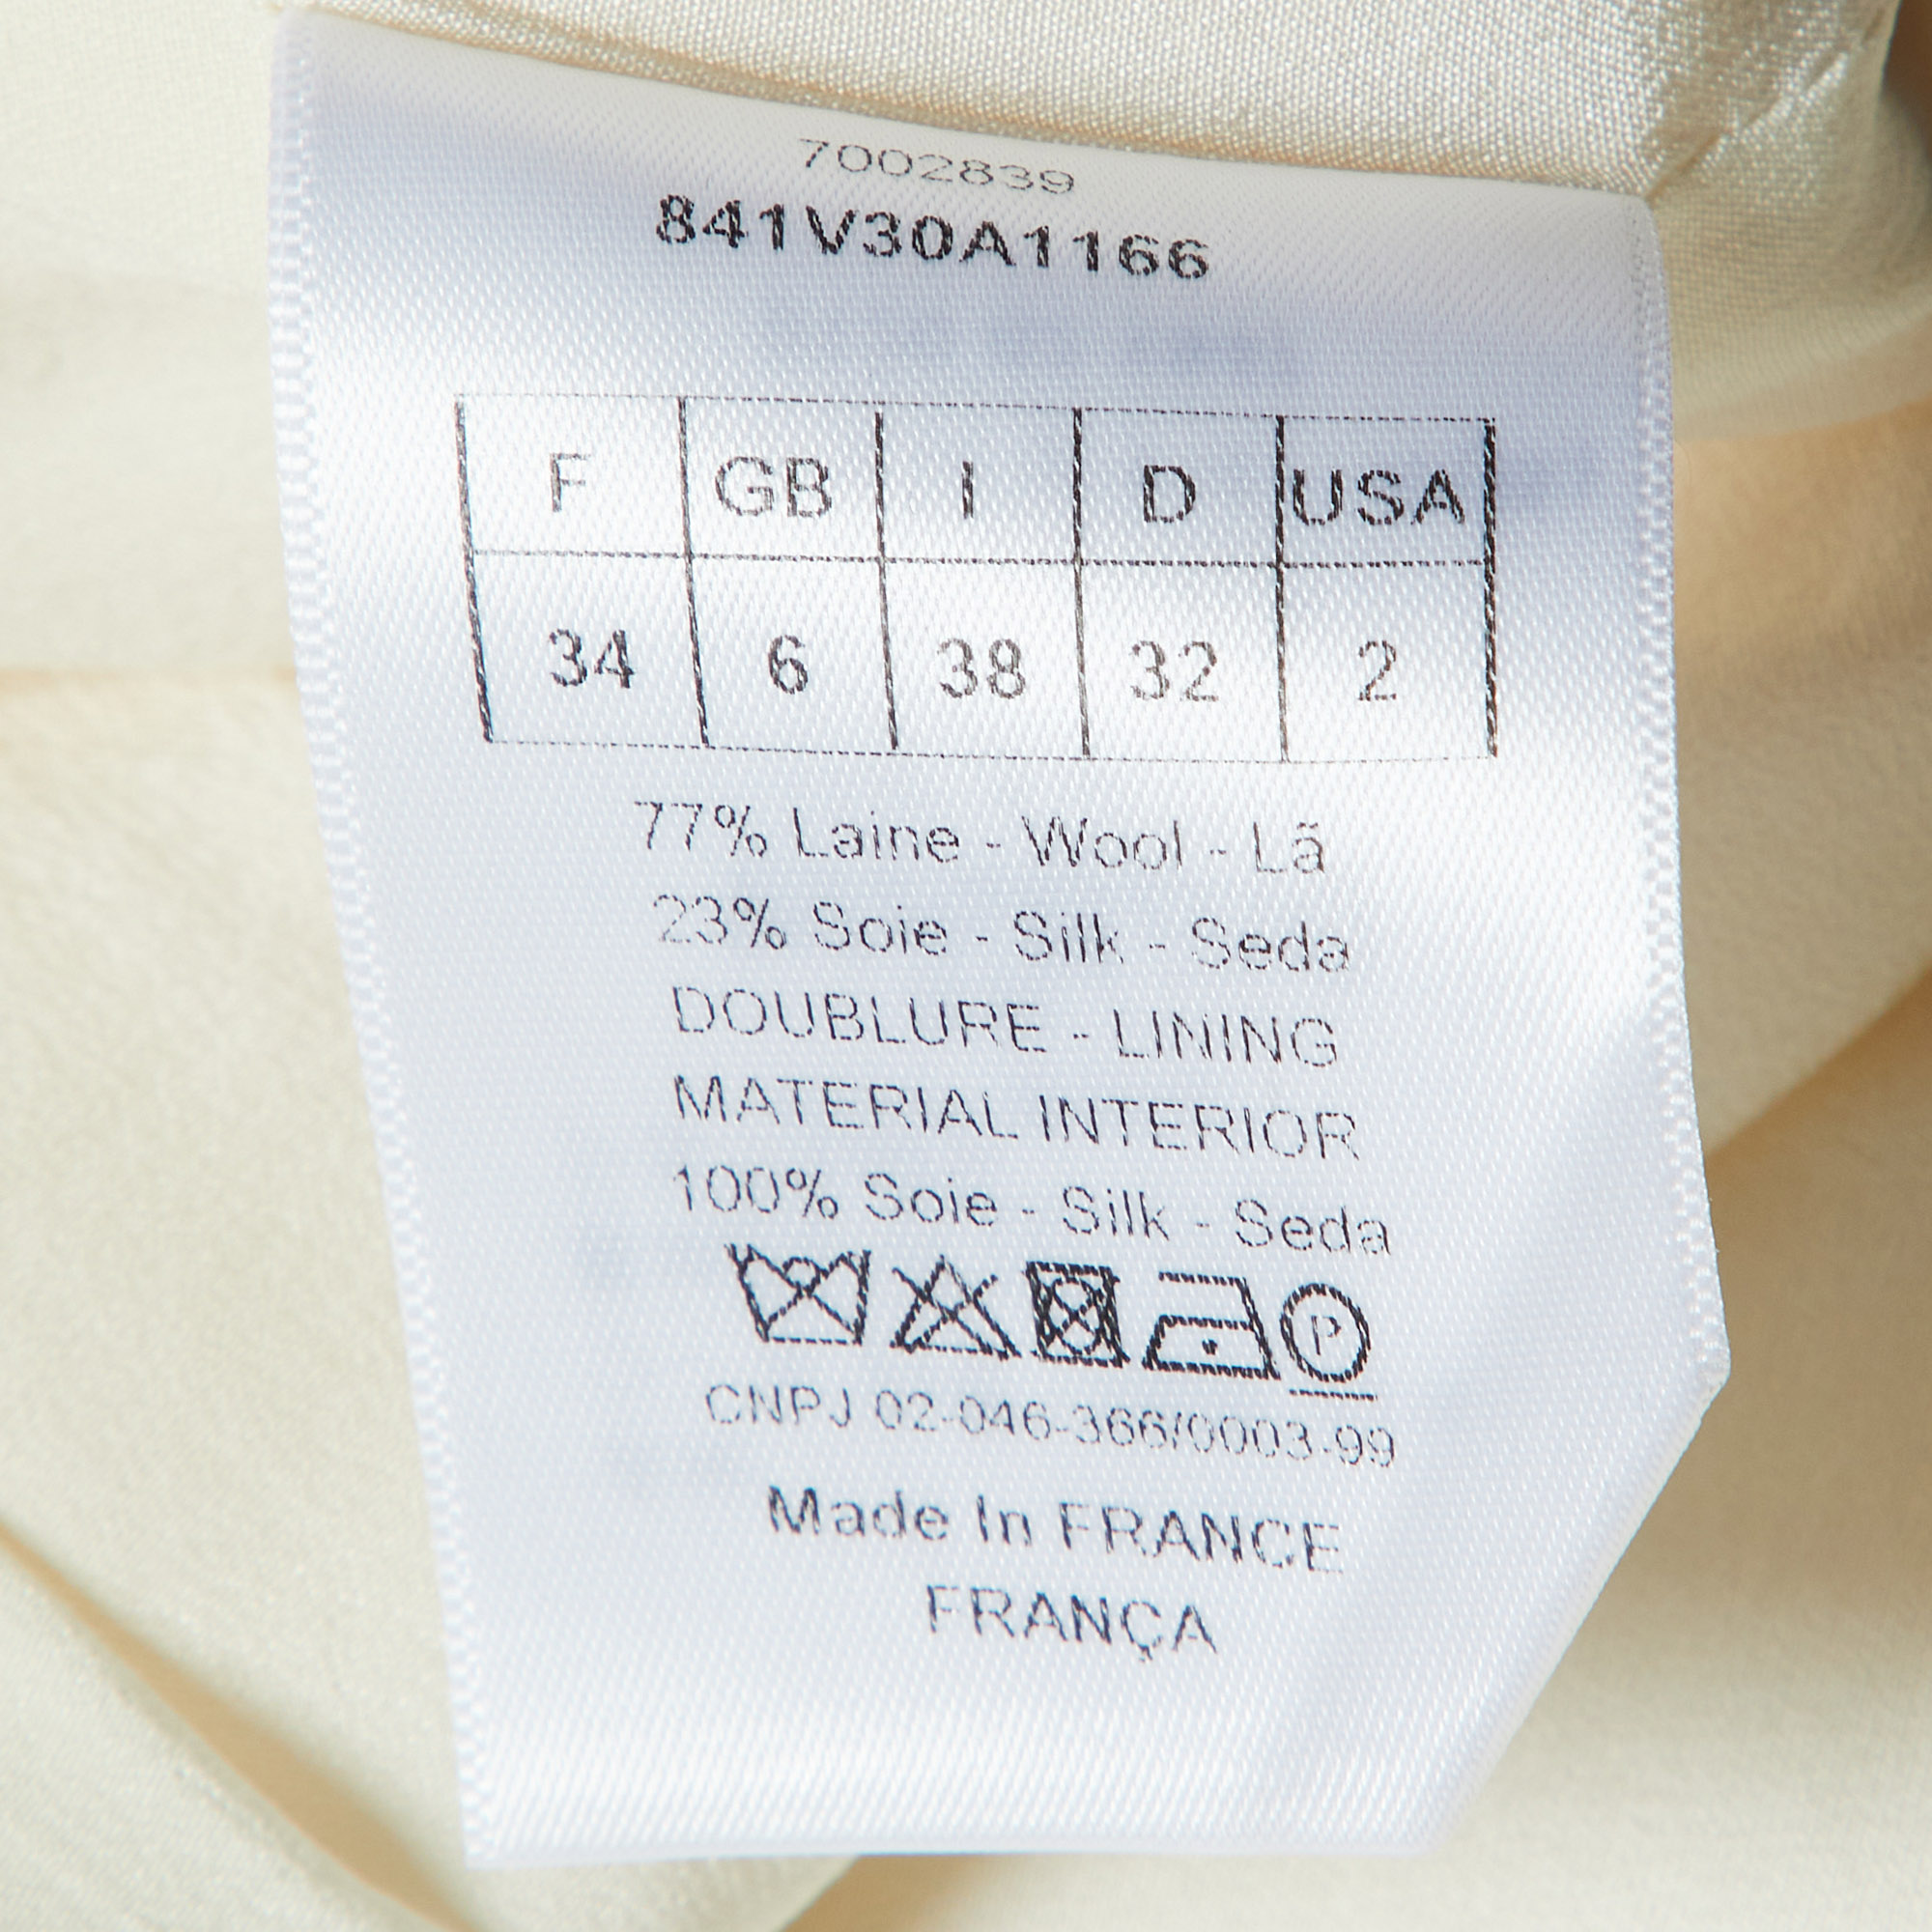 7002839
841V30A1166
F GB I D USA
34 6 38 32 2
77% Laine - Wool - Lã
23% Soie - Silk - Seda
DOUBLURE - LINING
MATERIAL INTERIOR
100% Soie - Silk - Seda
P
CNPJ 02-046-366/0003-99
Made In FRANCE
FRANÇA